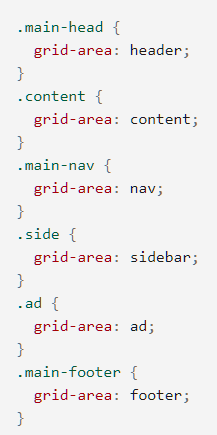 .main-head {
  grid-area: header;
}
.content {
  grid-area: content;
}
.main-nav {
  grid-area: nav;
}
.side {
  grid-area: sidebar;
}
.ad {
  grid-area: ad;
}
.main-footer {
  grid-area: footer;
}